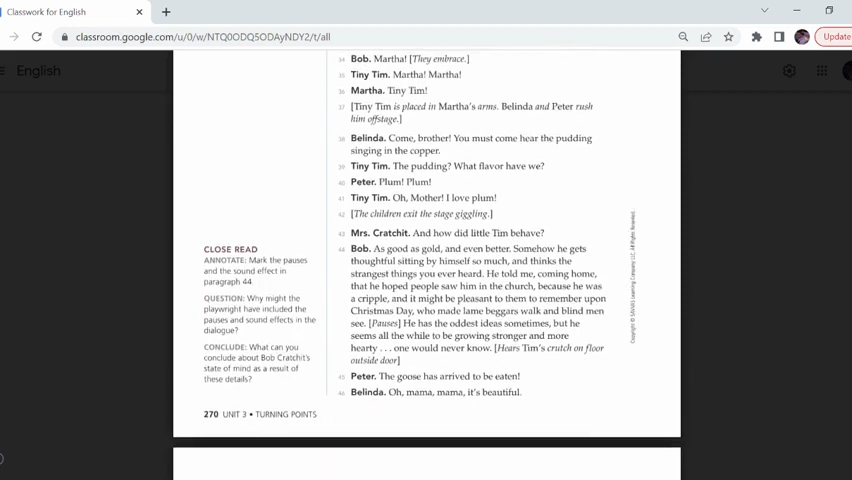 Classwork for English
classroom.google.com/u/0/w/NTQ0ODQ5ODAyNDY2/t/all
Update
English
34 Bob. Martha! [They embrace.]
35 Tiny Tim. Martha! Martha!
36 Martha. Tiny Tim!
37 [Tiny Tim is placed in Martha's arms. Belinda and Peter rush
him offstage.]
38 Belinda. Come, brother! You must come hear the pudding
singing in the copper.
39 Tiny Tim. The pudding? What flavor have we?
40 Peter. Plum! Plum!
41 Tiny Tim. Oh, Mother! I love plum!
42 [The children exit the stage giggling.]
43 Mrs. Cratchit. And how did little Tim behave?
44 Bob. As good as gold, and even better. Somehow he gets
thoughtful sitting by himself so much, and thinks the
strangest things you ever heard. He told me, coming home,
that he hoped people saw him in the church, because he was
a cripple, and it might be pleasant to them to remember upon
Christmas Day, who made lame beggars walk and blind men
see. [Pauses] He has the oddest ideas sometimes, but he
seems all the while to be growing stronger and more
hearty . . . one would never know. [Hears Tim's crutch on floor
outside door]
45 Peter. The goose has arrived to be eaten!
46 Belinda. Oh, mama, mama, it's beautiful.
CLOSE READ
ANNOTATE: Mark the pauses
and the sound effect in
paragraph 44.
QUESTION: Why might the
playwright have included the
pauses and sound effects in the
dialogue?
CONCLUDE: What can you
conclude about Bob Cratchit's
state of mind as a result of
these details?
Copyright © SAVVAS Learning Company LLC. All Rights Reserved.
270 UNIT 3 • TURNING POINTS